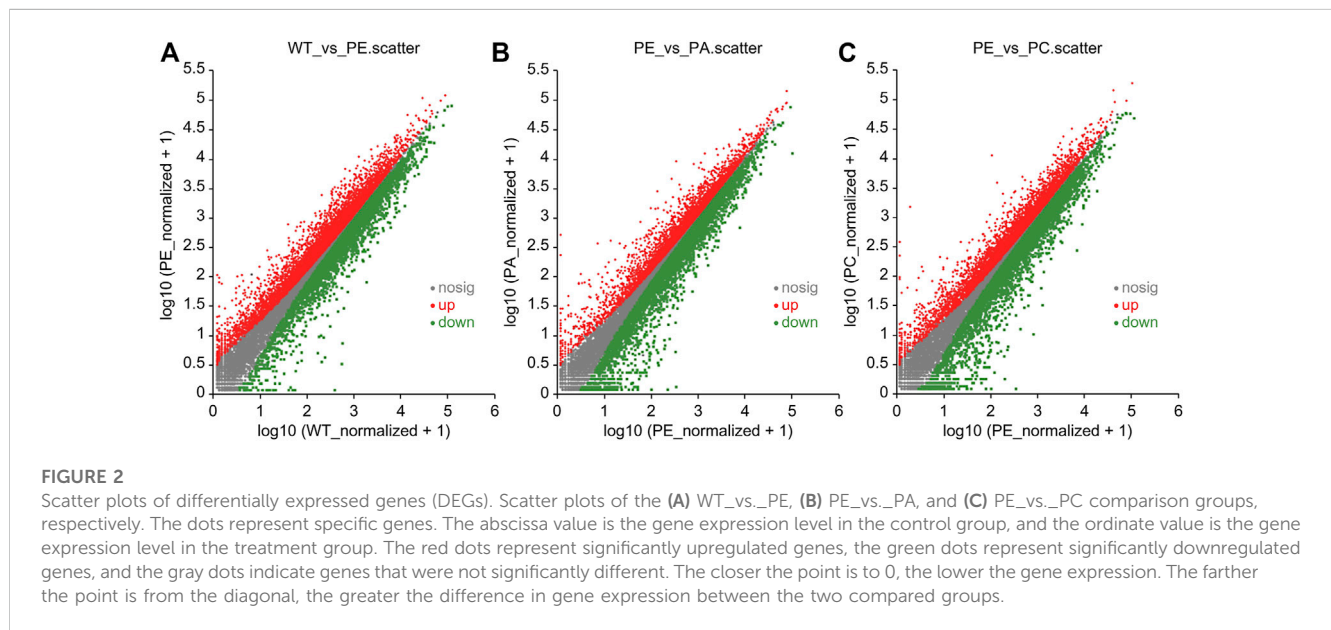 A
WT_vs_PE.scatter
5.5
5
4.5
4
3.5
3
2.5
2
1.5
1
0.5
0
log10 (PE_normalized + 1)
nosig
up
down
0 1 2 3 4 5 6
log10 (WT_normalized + 1)
B
PE_vs_PA.scatter
5.5
5
4.5
4
3.5
3
2.5
2
1.5
1
0.5
0
log10 (PA_normalized + 1)
nosig
up
down
0 1 2 3 4 5 6
log10 (PE_normalized + 1)
C
PE_vs_PC.scatter
5.5
5
4.5
4
3.5
3
2.5
2
1.5
1
0.5
0
log10 (PC_normalized + 1)
nosig
up
down
0 1 2 3 4 5 6
log10 (PE_normalized + 1)
FIGURE 2
Scatter plots of differentially expressed genes (DEGs). Scatter plots of the (A) WT_vs._PE, (B) PE_vs._PA, and (C) PE_vs._PC comparison groups,
respectively. The dots represent specific genes. The abscissa value is the gene expression level in the control group, and the ordinate value is the gene
expression level in the treatment group. The red dots represent significantly upregulated genes, the green dots represent significantly downregulated
genes, and the gray dots indicate genes that were not significantly different. The closer the point is to 0, the lower the gene expression. The farther
the point is from the diagonal, the greater the difference in gene expression between the two compared groups.